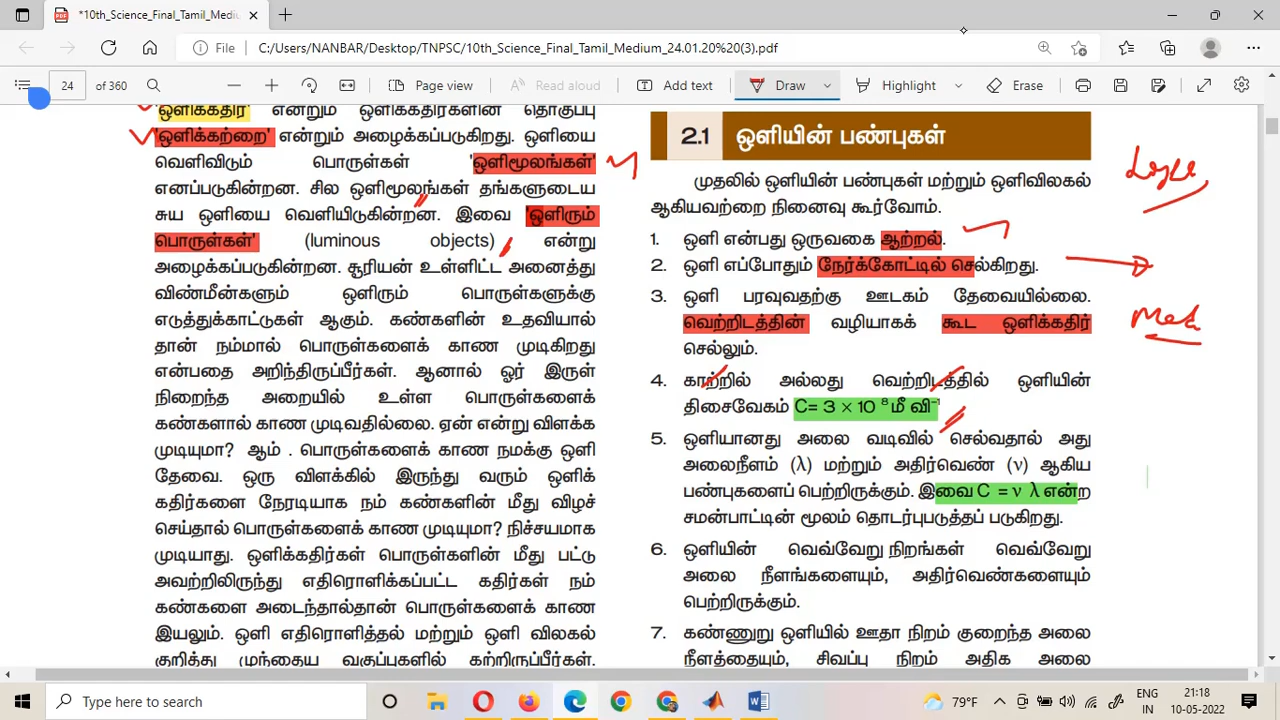 *10th_Science_Final_Tamil_Mediu
File
C:/Users/NANBAR/Desktop/TNPSC/10th_Science_Final_Tamil_Medium_24.01.20%20(3).pdf
24 of 360
Read aloud
Add text
Draw
Highlight
Erase
'ஒளிக்கதிர்' என்றும் ஒளிக்கதிர்களின் தொகுப்பு
'ஒளிக்கற்றை' என்றும் அழைக்கப்படுகிறது. ஒளியை
வெளிவிடும் பொருள்கள் 'ஒளிமூலங்கள்'
எனப்படுகின்றன. சில ஒளிமூலங்கள் தங்களுடைய
சுய ஒளியை வெளியிடுகின்றன. இவை 'ஒளிரும்
பொருள்கள்' (luminous objects) என்று
அழைக்கப்படுகின்றன. சூரியன் உள்ளிட்ட அனைத்து
விண்மீன்களும் ஒளிரும் பொருள்களுக்கு
எடுத்துக்காட்டுகள் ஆகும். கண்களின் உதவியால்
தான் நம்மால் பொருள்களைக் காண முடிகிறது
என்பதை அறிந்திருப்பீர்கள். ஆனால் ஓர் இருள்
நிறைந்த அறையில் உள்ள பொருள்களைக்
கண்களால் காண முடிவதில்லை. ஏன் என்று விளக்க
முடியுமா? ஆம் . பொருள்களைக் காண நமக்கு ஒளி
தேவை. ஒரு விளக்கில் இருந்து வரும் ஒளிக்
கதிர்களை நேரடியாக நம் கண்களின் மீது விழச்
செய்தால் பொருள்களைக் காண முடியுமா? நிச்சயமாக
முடியாது. ஒளிக்கதிர்கள் பொருள்களின் மீது பட்டு
அவற்றிலிருந்து எதிரொளிக்கப்பட்ட கதிர்கள் நம்
கண்களை அடைந்தால்தான் பொருள்களைக் காண
இயலும். ஒளி எதிரொளித்தல் மற்றும் ஒளி விலகல்
குறித்து முந்தைய வகுப்புகளில் கற்றிருப்பீர்கள்.
2.1 ஒளியின் பண்புகள்
முதலில் ஒளியின் பண்புகள் மற்றும் ஒளிவிலகல்
ஆகியவற்றை நினைவு கூர்வோம்.
1. ஒளி என்பது ஒருவகை ஆற்றல்.
2. ஒளி எப்போதும் நேர்க்கோட்டில் செல்கிறது.
3. ஒளி பரவுவதற்கு ஊடகம் தேவையில்லை.
வெற்றிடத்தின் வழியாகக் கூட ஒளிக்கதிர்
செல்லும்.
4. காற்றில் அல்லது வெற்றிடத்தில் ஒளியின்
திசைவேகம் C= 3 × 10 ⁸ மீ வி⁻¹
5. ஒளியானது அலை வடிவில் செல்வதால் அது
அலைநீளம் (λ) மற்றும் அதிர்வெண் (ν) ஆகிய
பண்புகளைப் பெற்றிருக்கும். இவை C = ν λ என்ற
சமன்பாட்டின் மூலம் தொடர்புபடுத்தப் படுகிறது.
6. ஒளியின் வெவ்வேறு நிறங்கள் வெவ்வேறு
அலை நீளங்களையும், அதிர்வெண்களையும்
பெற்றிருக்கும்.
7. கண்ணுறு ஒளியில் ஊதா நிறம் குறைந்த அலை
நீளத்தையும், சிவப்பு நிறம் அதிக அலை
Med
Type here to search
79°F
ENG
IN
21:18
10-05-2022